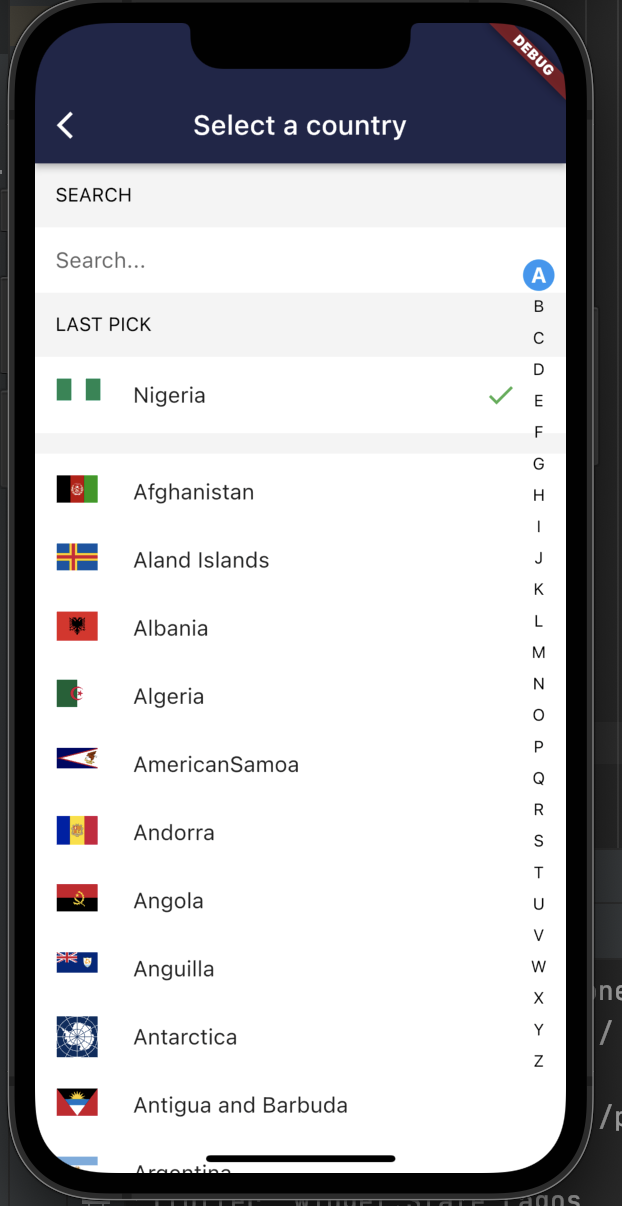 DEBUG
Select a country
SEARCH
Search...
A
B
LAST PICK
C
D
Nigeria
E
F
G
Afghanistan
H
I
Aland Islands
J
K
Albania
L
M
Algeria
N
O
AmericanSamoa
P
Q
Andorra
R
S
T
Angola
U
V
Anguilla
W
X
Antarctica
Y
Z
Antigua and Barbuda
Argentina